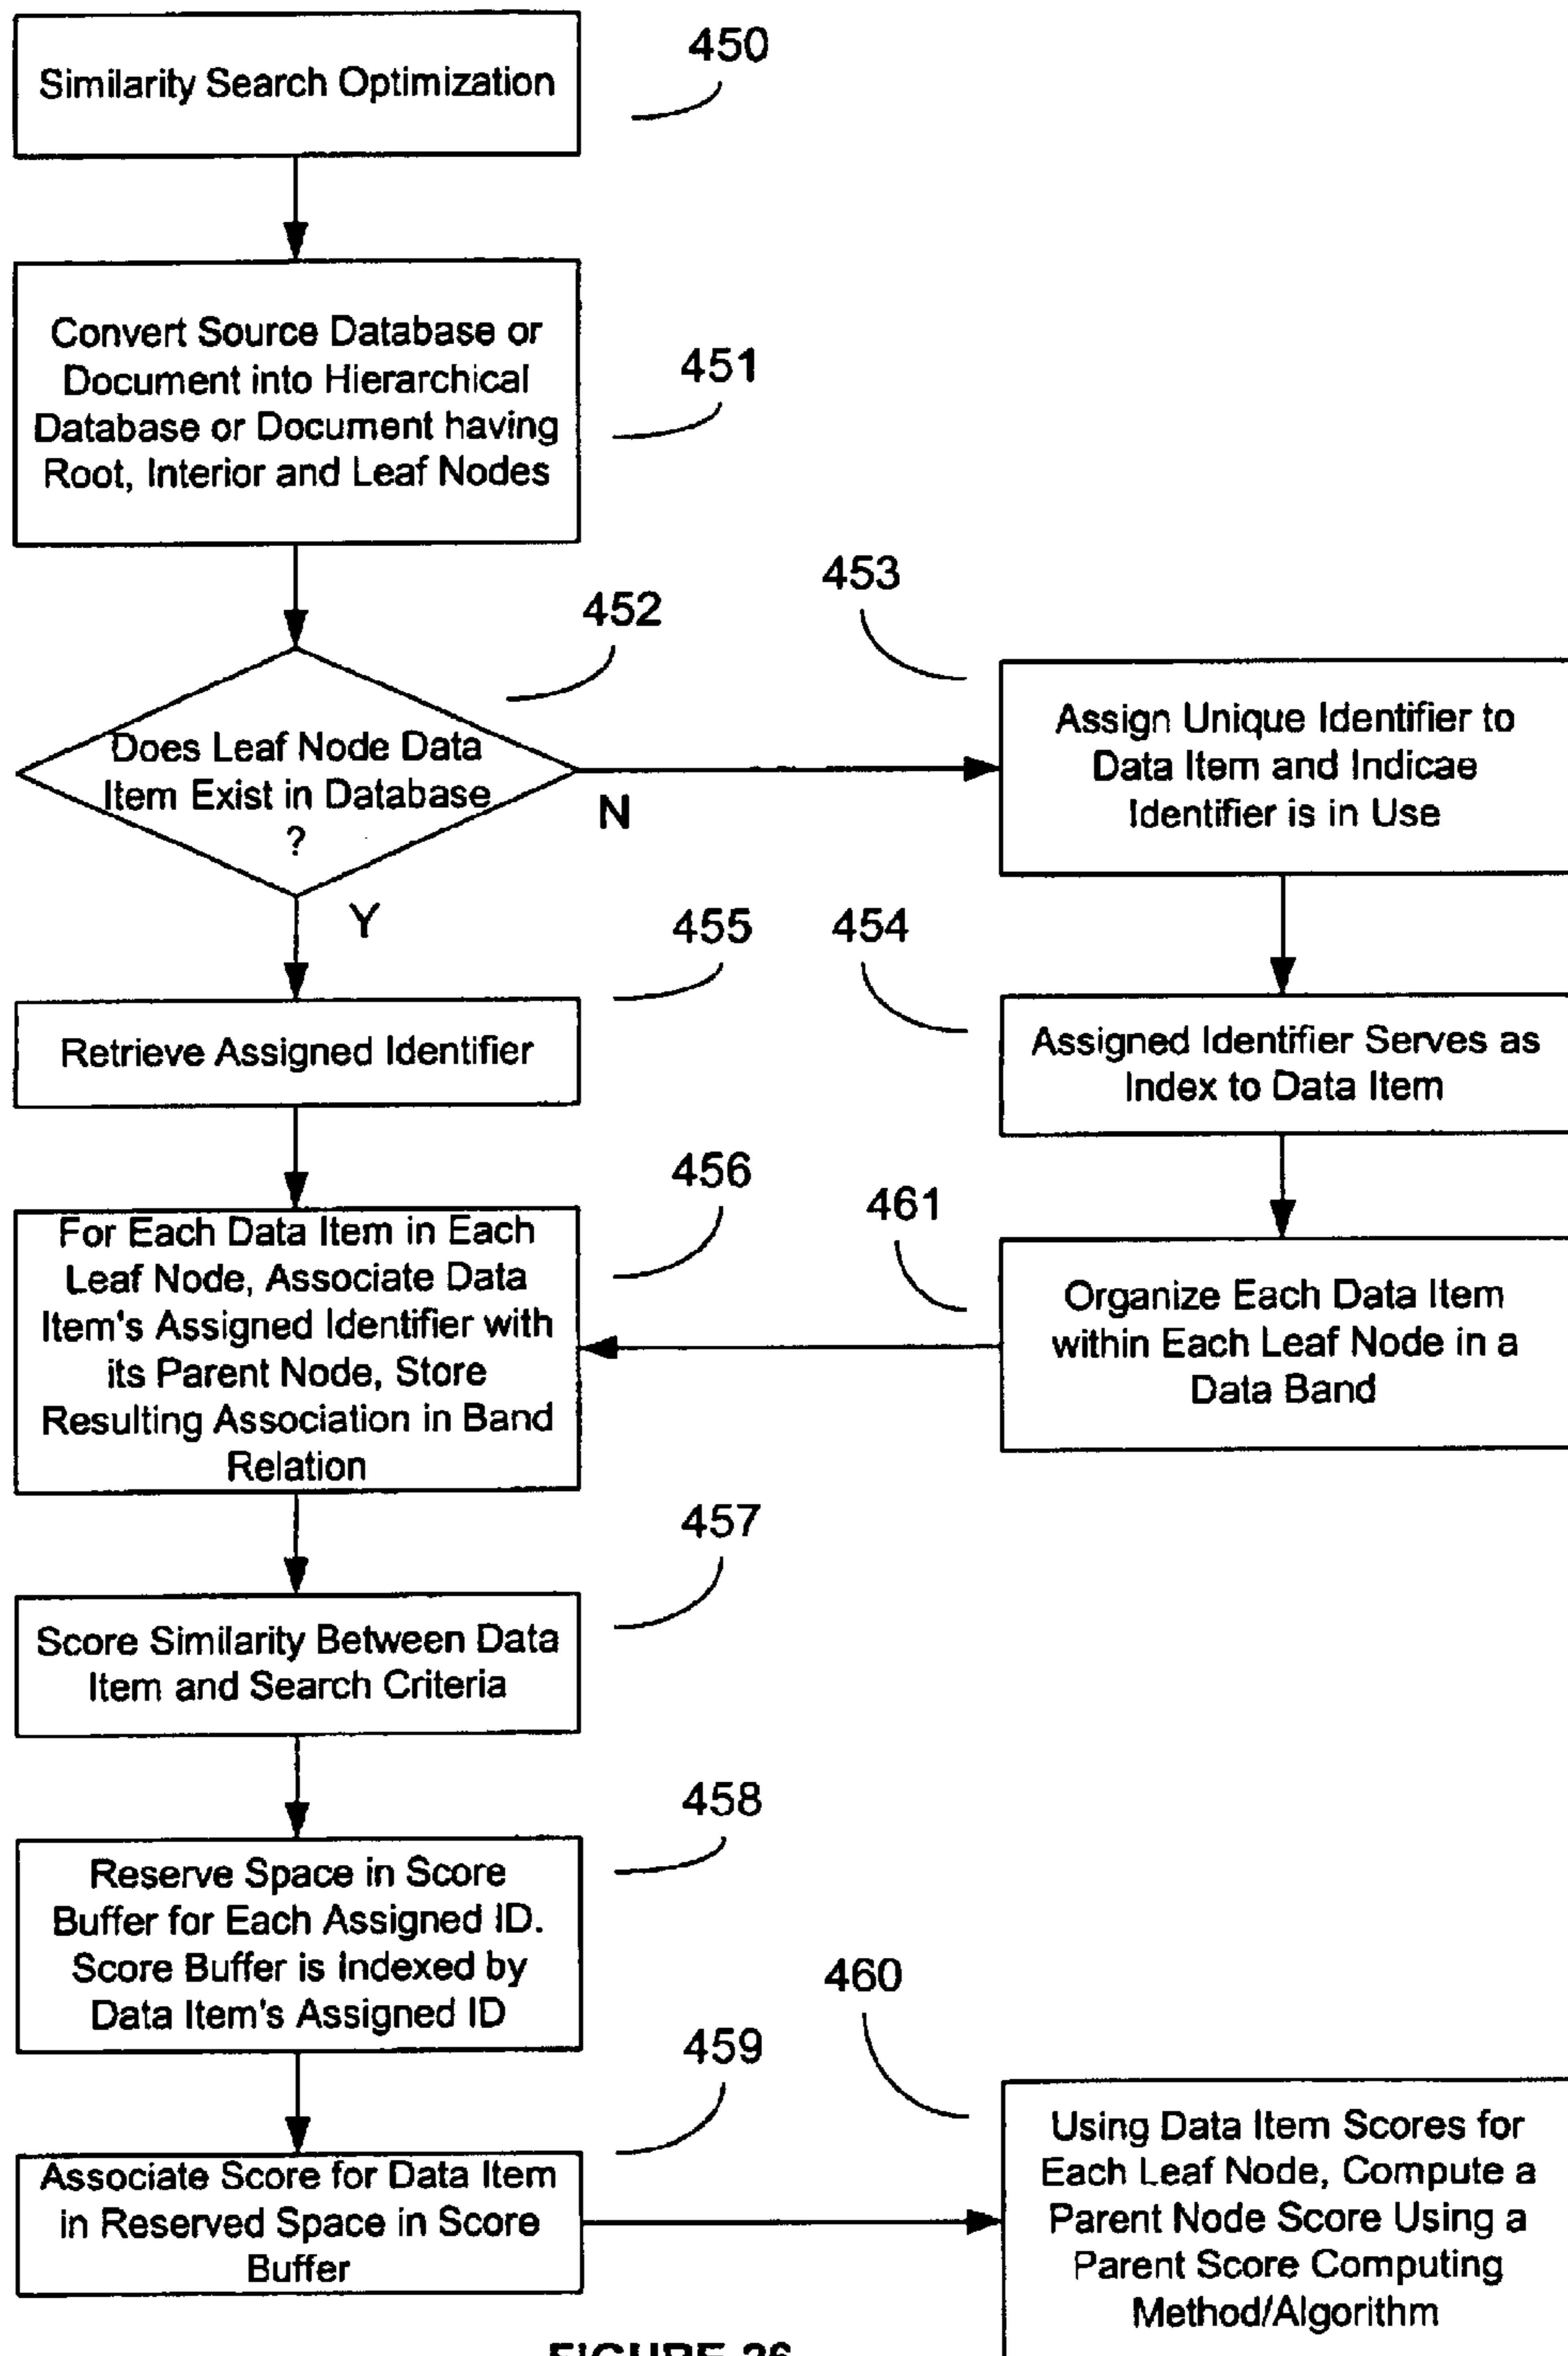 450
Similarity Search Optimization
Convert Source Database or
Document into Hierarchical
Database or Document having
Root, Interior and Leaf Nodes
451
452
Does Leaf Node Data
Item Exist in Database
?
N
Y
453
Assign Unique Identifier to
Data Item and Indicae
Identifier is in Use
455
Retrieve Assigned Identifier
454
Assigned Identifier Serves as
Index to Data Item
456
For Each Data Item in Each
Leaf Node, Associate Data
Item's Assigned Identifier with
its Parent Node, Store
Resulting Association in Band
Relation
461
Organize Each Data Item
within Each Leaf Node in a
Data Band
457
Score Similarity Between Data
Item and Search Criteria
458
Reserve Space in Score
Buffer for Each Assigned ID.
Score Buffer is Indexed by
Data Item's Assigned ID
459
Associate Score for Data Item
in Reserved Space in Score
Buffer
460
Using Data Item Scores for
Each Leaf Node, Compute a
Parent Node Score Using a
Parent Score Computing
Method/Algorithm